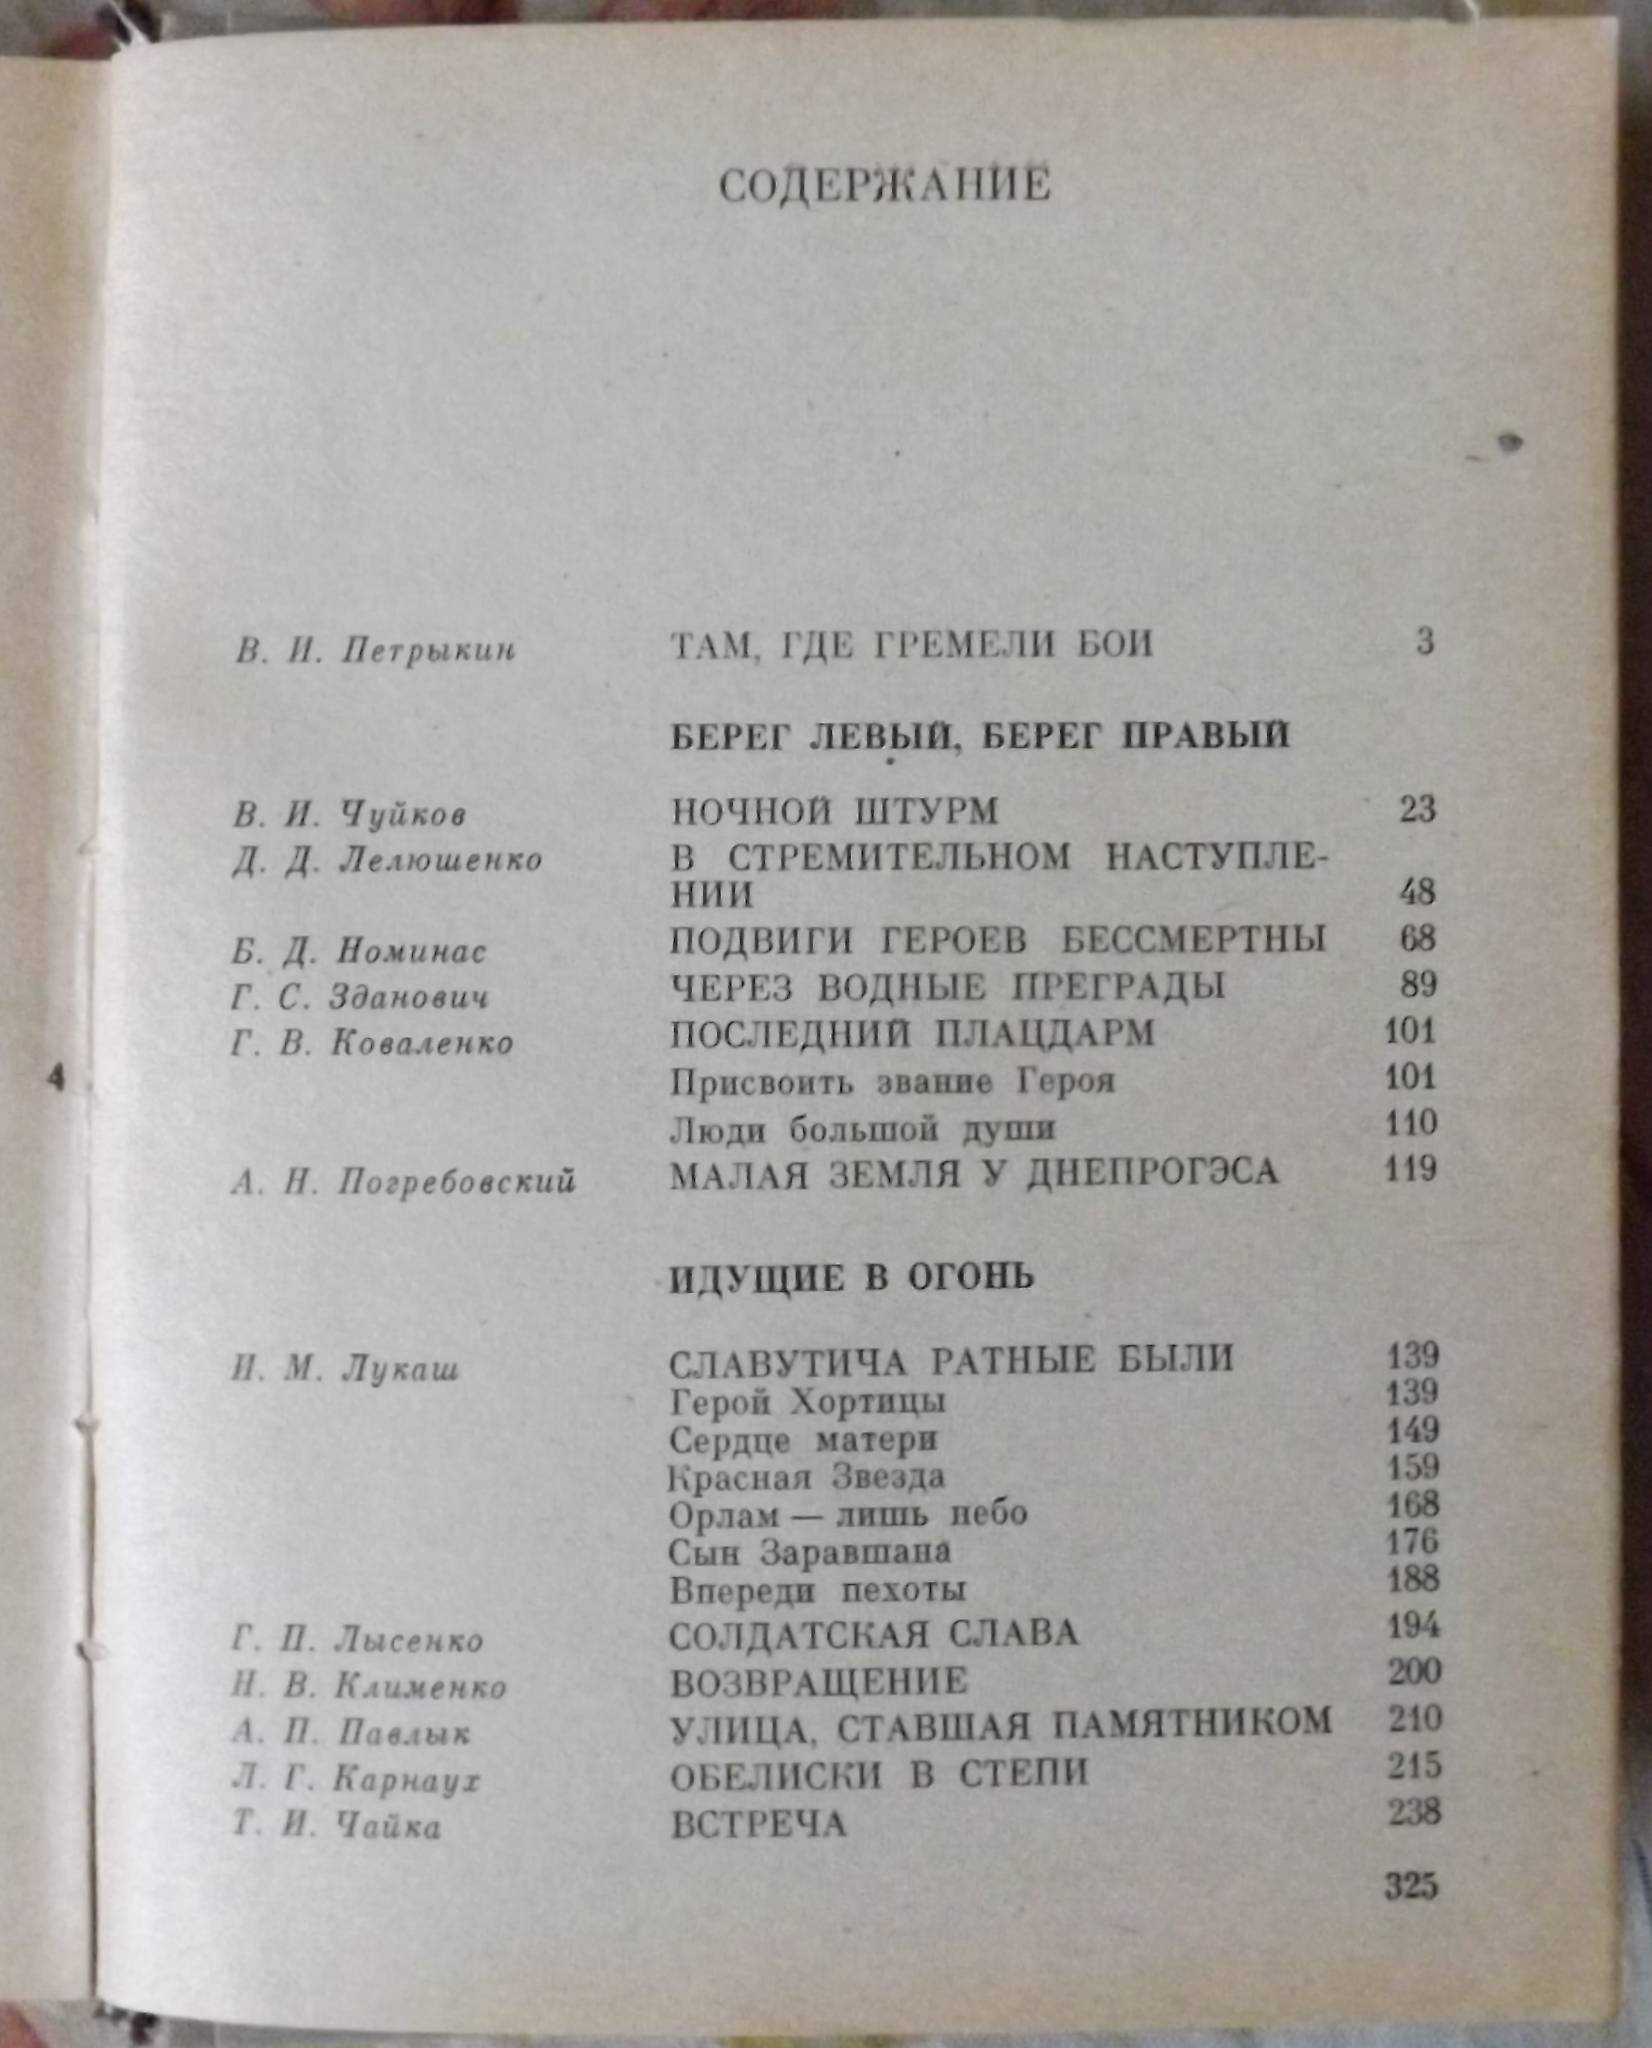 СОДЕРЖАНИЕ
В. И. Петрыкин ТАМ, ГДЕ ГРЕМЕЛИ БОИ 3
БЕРЕГ ЛЕВЫЙ, БЕРЕГ ПРАВЫЙ
В. И. Чуйков НОЧНОЙ ШТУРМ 23
Д. Д. Лелюшенко В СТРЕМИТЕЛЬНОМ НАСТУПЛЕ-
НИИ 48
Б. Д. Номинас ПОДВИГИ ГЕРОЕВ БЕССМЕРТНЫ 68
Г. С. Зданович ЧЕРЕЗ ВОДНЫЕ ПРЕГРАДЫ 89
Г. В. Коваленко ПОСЛЕДНИЙ ПЛАЦДАРМ 101
4
Присвоить звание Героя 101
Люди большой души 110
А. Н. Погребовский МАЛАЯ ЗЕМЛЯ У ДНЕПРОГЭСА 119
ИДУЩИЕ В ОГОНЬ
И. М. Лукаш СЛАВУТИЧА РАТНЫЕ БЫЛИ 139
Герой Хортицы 139
Сердце матери 149
Красная Звезда 159
Орлам — лишь небо 168
Сын Заравшана 176
Впереди пехоты 188
Г. П. Лысенко СОЛДАТСКАЯ СЛАВА 194
Н. В. Клименко ВОЗВРАЩЕНИЕ 200
А. П. Павлык УЛИЦА, СТАВШАЯ ПАМЯТНИКОМ 210
Л. Г. Карнаух ОБЕЛИСКИ В СТЕПИ 215
Т. И. Чайка ВСТРЕЧА 238
325